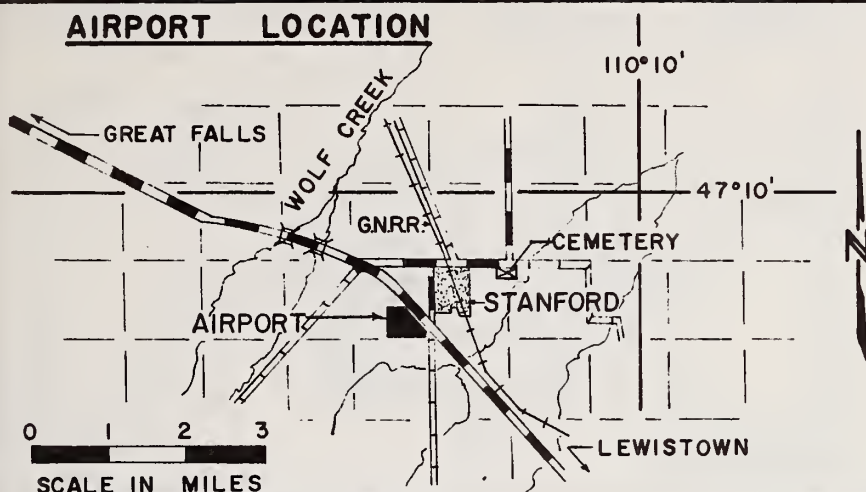 AIRPORT LOCATION
110°10'
GREAT FALLS
WOLF CREEK
47°10'
G.N.RR.
CEMETERY
STANFORD
AIRPORT
N
0 1 2 3
SCALE IN MILES
LEWISTOWN